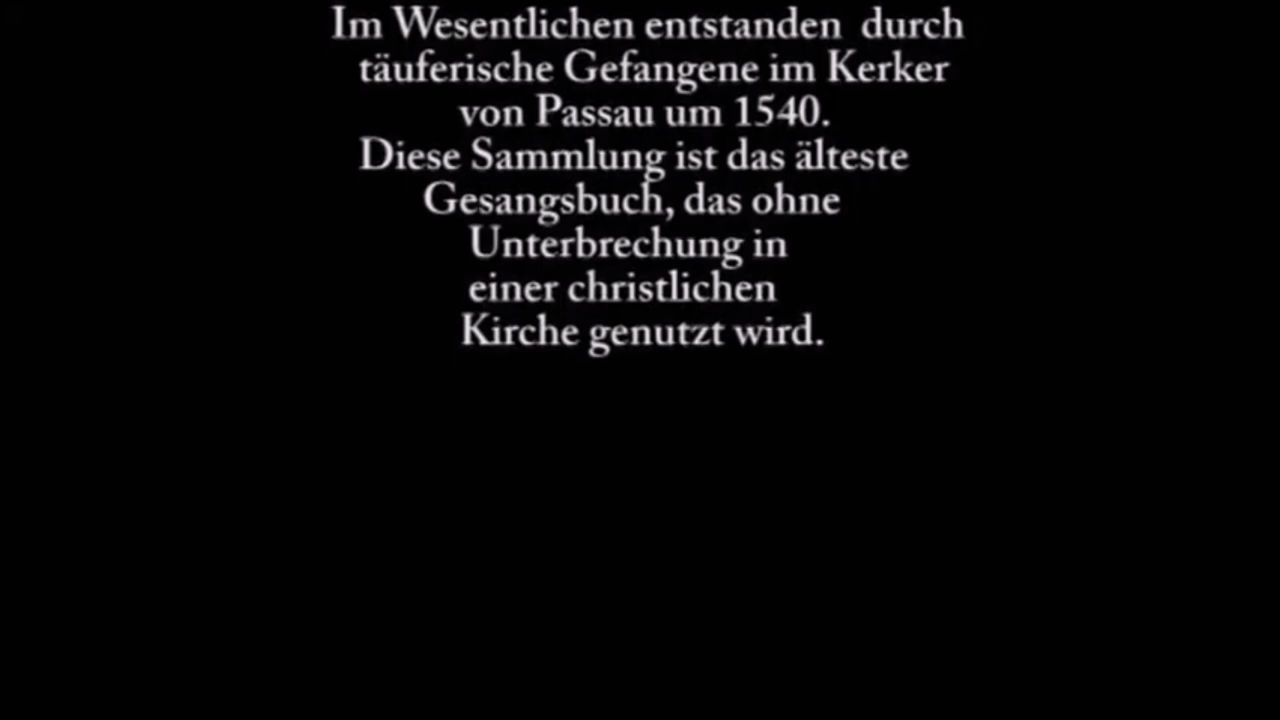 Im Wesentlichen entstanden durch
täuferische Gefangene im Kerker
von Passau um 1540.
Diese Sammlung ist das älteste
Gesangsbuch, das ohne
Unterbrechung in
einer christlichen
Kirche genutzt wird.